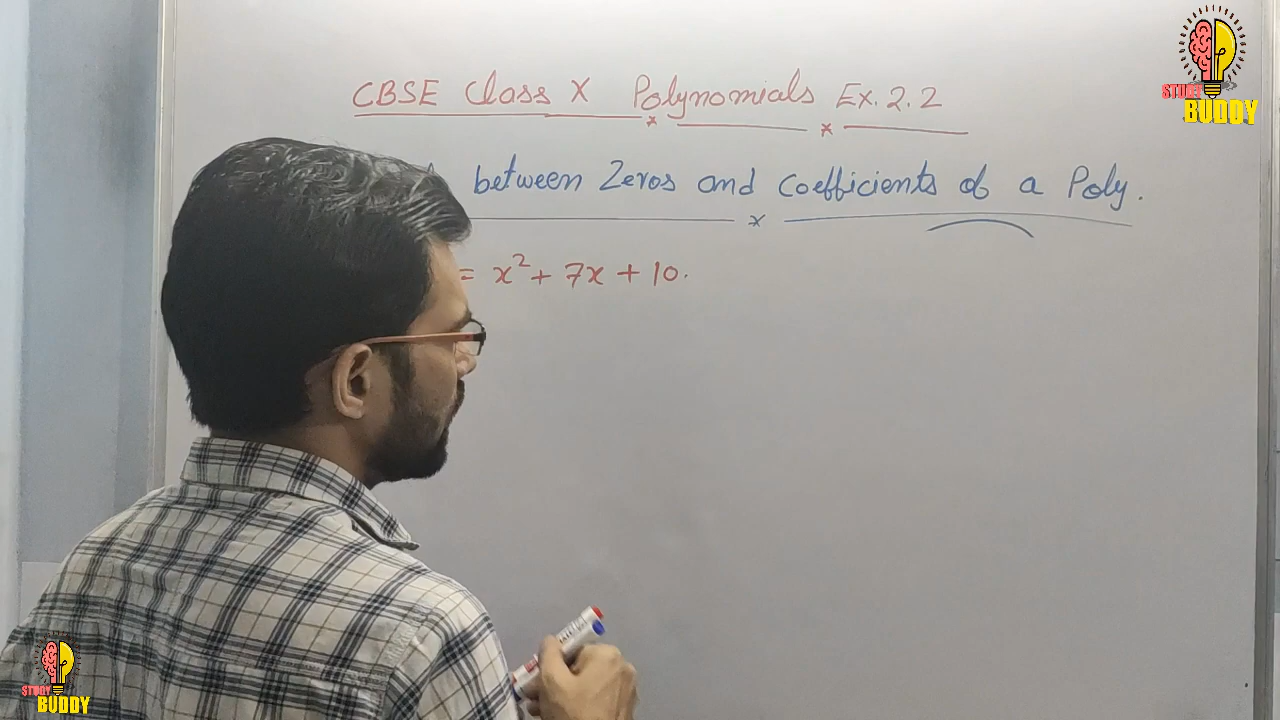 CBSE Class X Polynomials Ex. 2.2
between Zeros and Coefficients of a Poly.
= x² + 7x + 10.
STUDY
BUDDY
STUDY
BUDDY